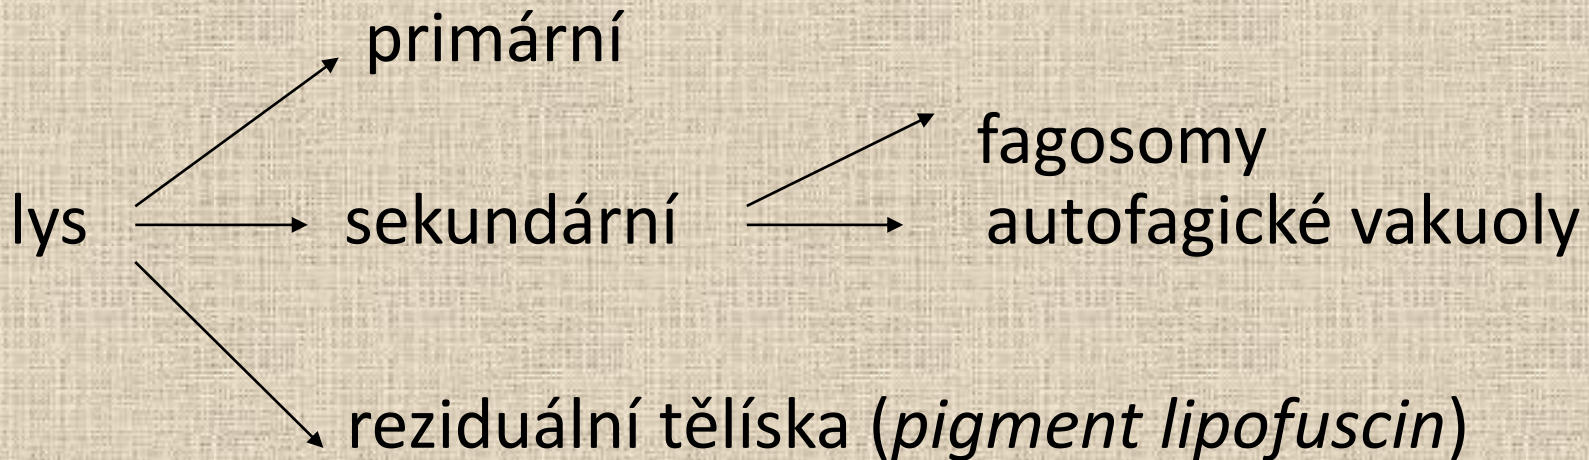 primární
fagosomy
lys sekundární autofagické vakuoly
reziduální tělíska (pigment lipofuscin)